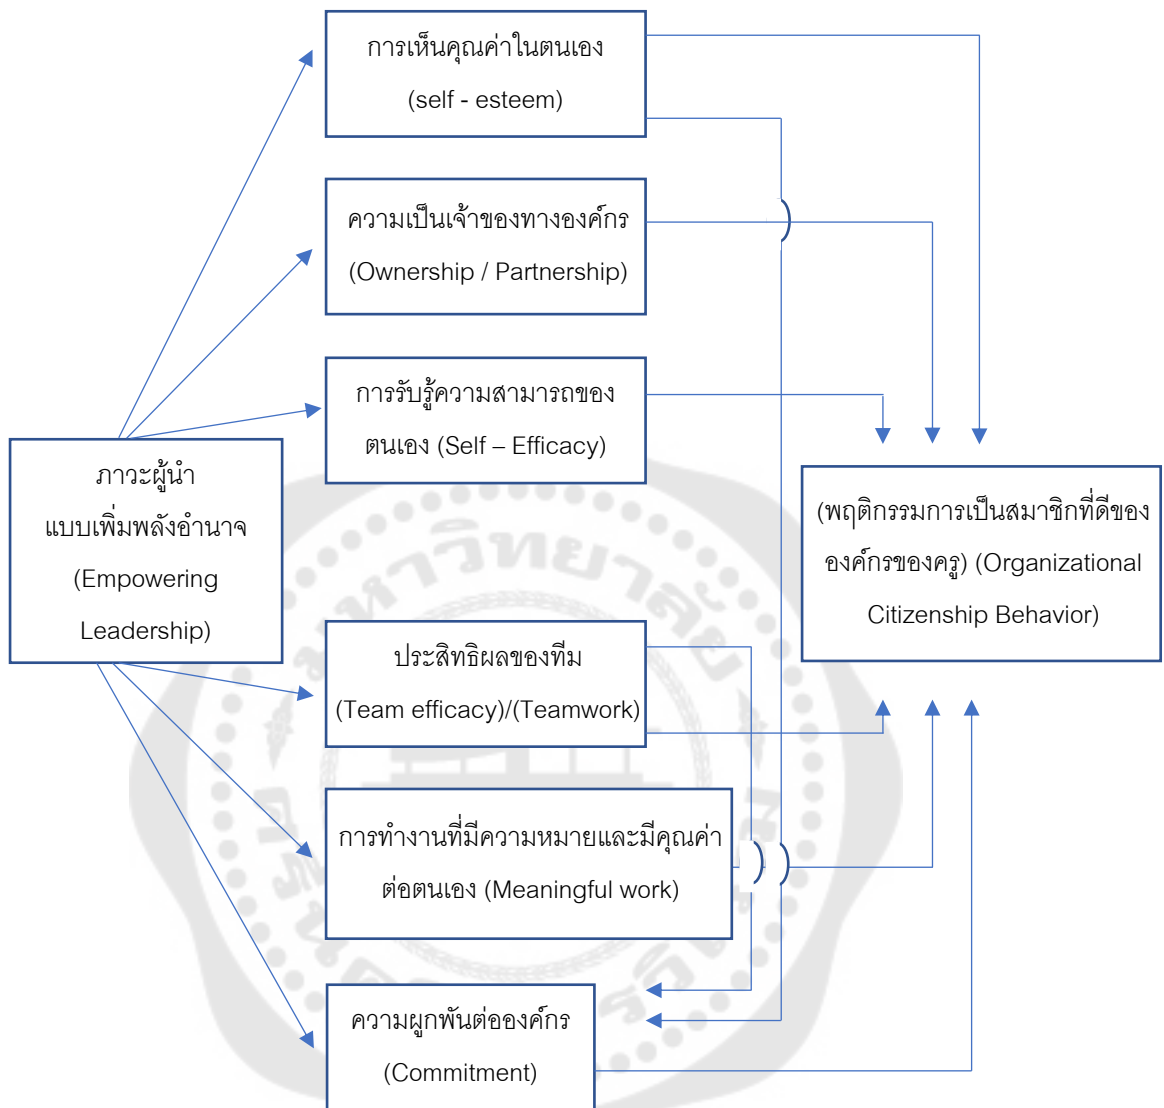 การเห็นคุณค่าในตนเอง
(self - esteem)
ความเป็นเจ้าของทางองค์กร
(Ownership / Partnership)
การรับรู้ความสามารถของ
ตนเอง (Self – Efficacy)
ภาวะผู้นำ
แบบเพิ่มพลังอำนาจ
(Empowering
Leadership)
(พฤติกรรมการเป็นสมาชิกที่ดีของ
องค์กรของครู) (Organizational
Citizenship Behavior)
ประสิทธิผลของทีม
(Team efficacy)/(Teamwork)
การทำงานที่มีความหมายและมีคุณค่า
ต่อตนเอง (Meaningful work)
ความผูกพันต่อองค์กร
(Commitment)